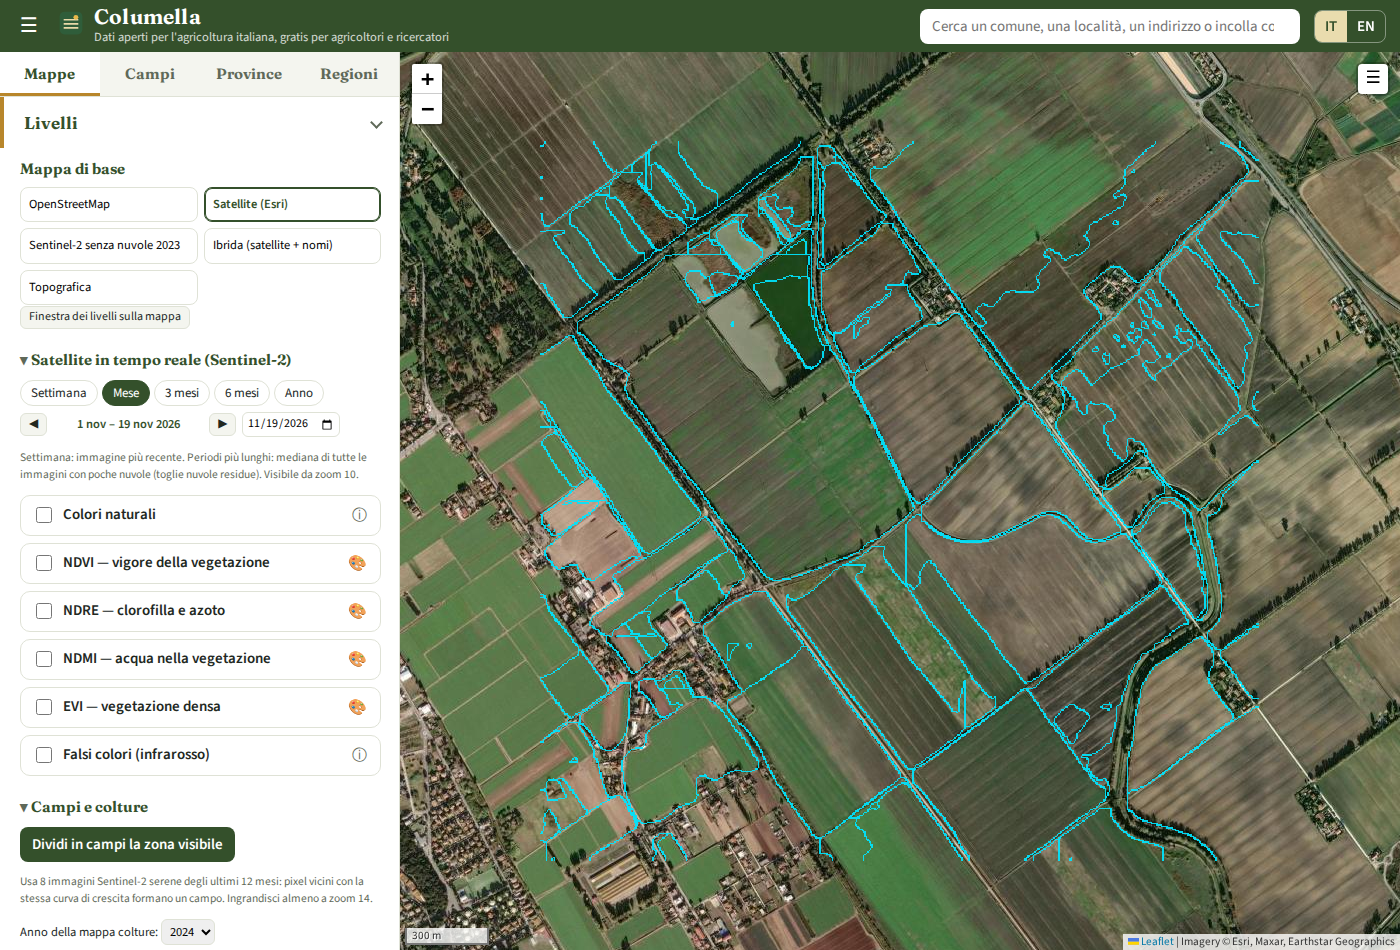 ☰ Columella
Dati aperti per l'agricoltura italiana, gratis per agricoltori e ricercatori
Cerca un comune, una località, un indirizzo o incolla cc
IT EN
Mappe Campi Province Regioni
Livelli
Mappa di base
OpenStreetMap
Satellite (Esri)
Sentinel-2 senza nuvole 2023
Ibrida (satellite + nomi)
Topografica
Finestra dei livelli sulla mappa
▾ Satellite in tempo reale (Sentinel-2)
Settimana Mese 3 mesi 6 mesi Anno
◀ 1 nov – 19 nov 2026 ▶ 11/19/2026
Settimana: immagine più recente. Periodi più lunghi: mediana di tutte le
immagini con poche nuvole (toglie nuvole residue). Visibile da zoom 10.
Colori naturali ⓘ
NDVI — vigore della vegetazione
NDRE — clorofilla e azoto
NDMI — acqua nella vegetazione
EVI — vegetazione densa
Falsi colori (infrarosso) ⓘ
▾ Campi e colture
Dividi in campi la zona visibile
Usa 8 immagini Sentinel-2 serene degli ultimi 12 mesi: pixel vicini con la
stessa curva di crescita formano un campo. Ingrandisci almeno a zoom 14.
Anno della mappa colture: 2024
+
−
☰
300 m
Leaflet | Imagery © Esri, Maxar, Earthstar Geographics